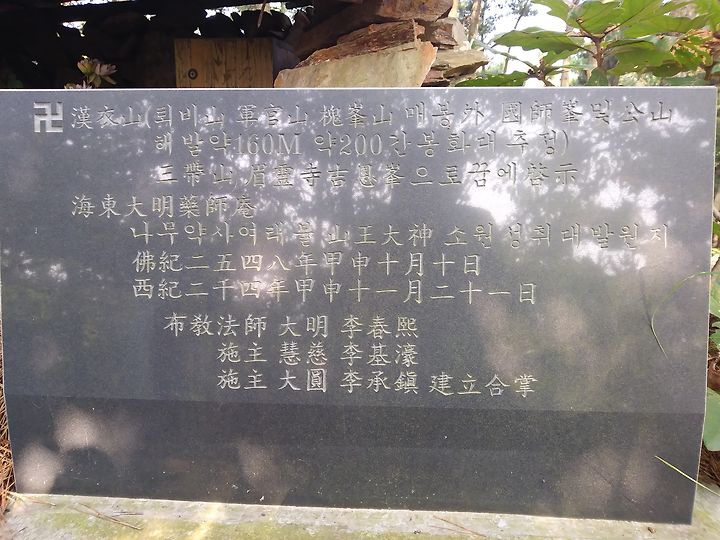 卍 漢衣山(뢰비山 軍官山 槐峯山 매봉外 國師峯및公山
해발약160M 약200간봉화대추정)
三帶山 眉靈寺吉恩峯으로꿈에啓示
海東大明藥師庵
나무약사여래불 山王大神 소원성취대발원지
佛紀二五四八年甲申十月十日
西紀二千四年甲申十一月二十一日
布敎法師 大明 李春熙
施主 慧慈 李基濠
施主 大圓 李承鎭 建立合掌